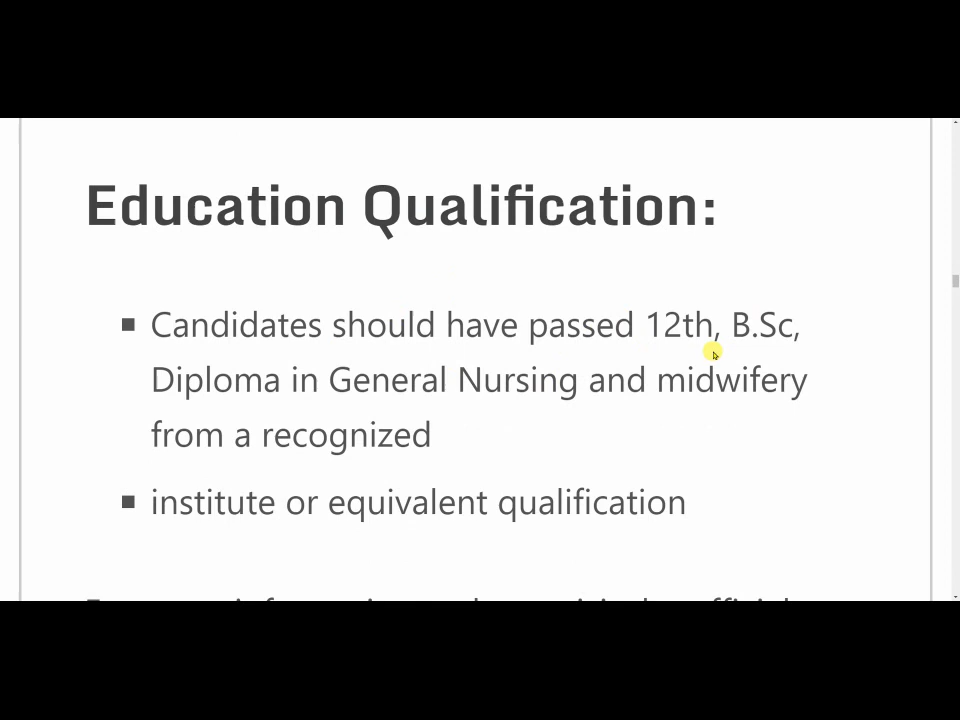 Education Qualification:
Candidates should have passed 12th, B.Sc,
Diploma in General Nursing and midwifery
from a recognized
institute or equivalent qualification